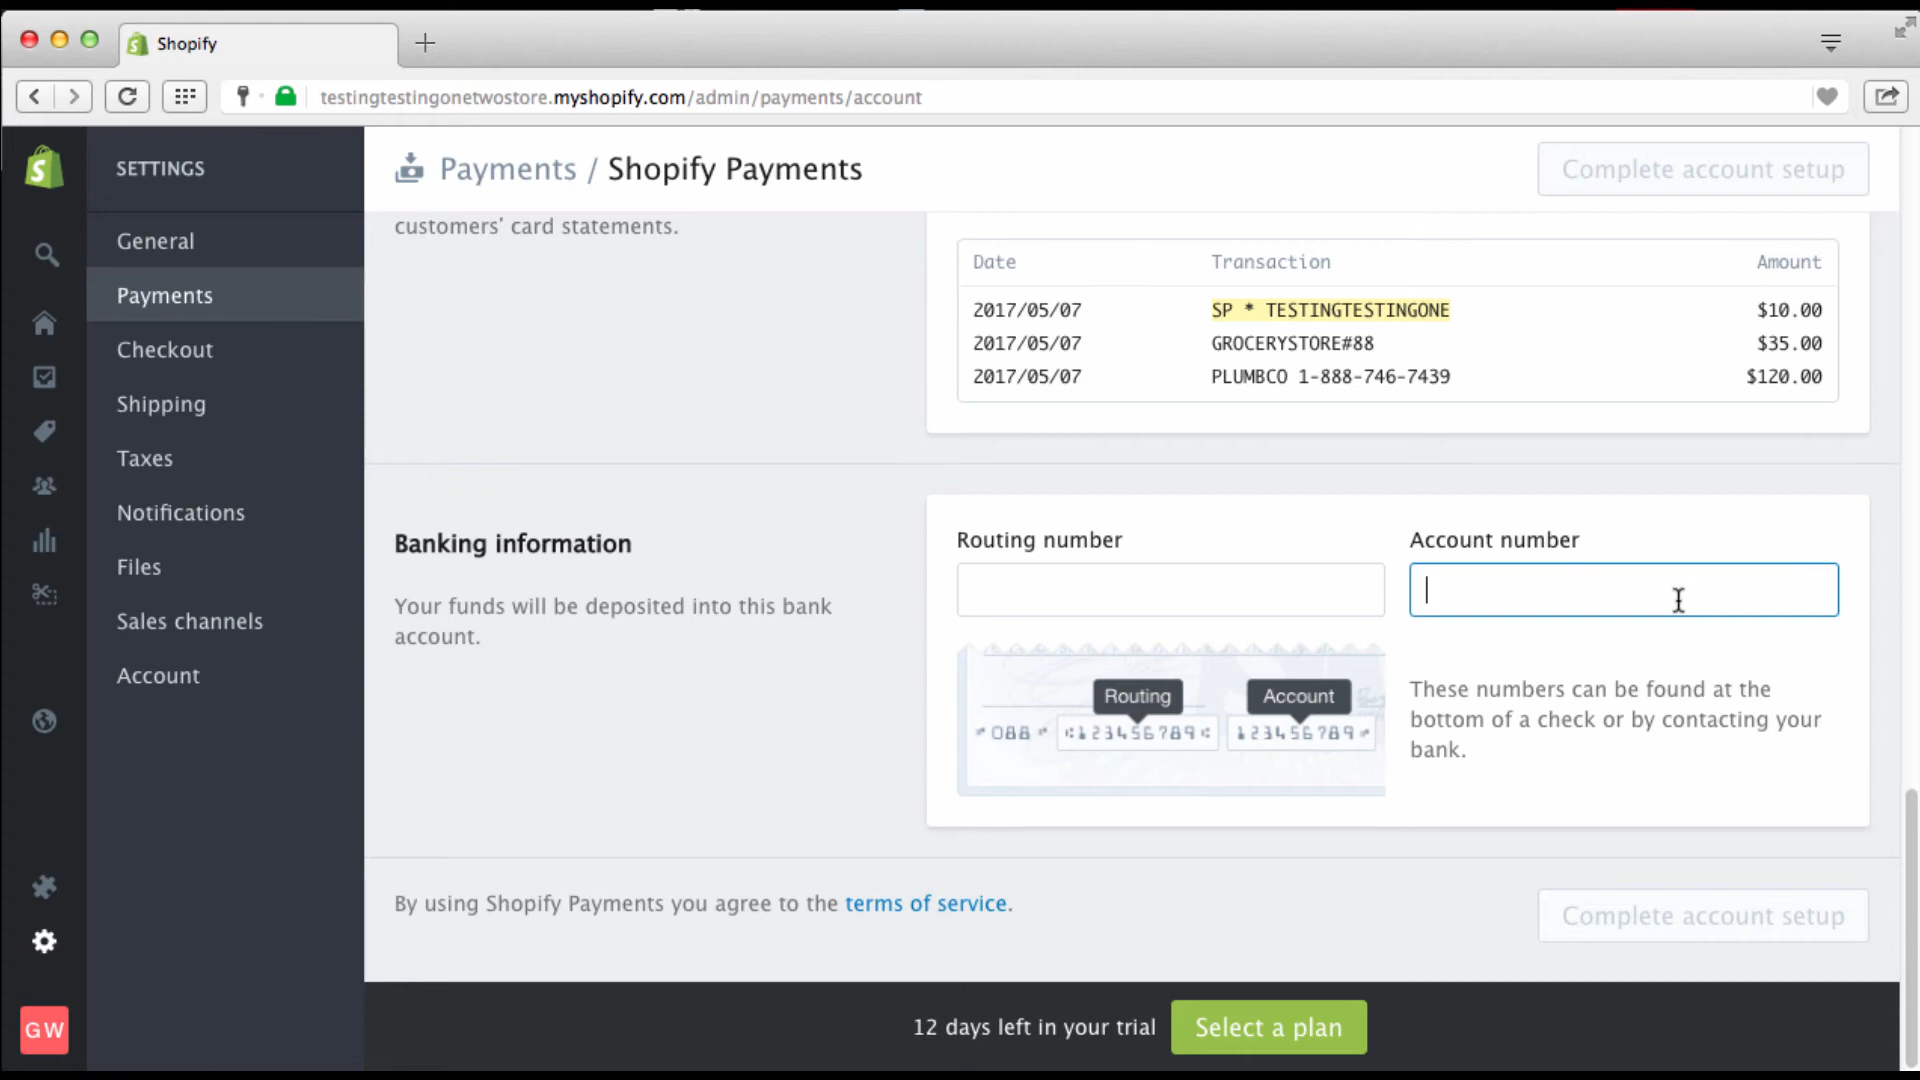 Shopify
testingtestingonetwostore.myshopify.com/admin/payments/account
SETTINGS
General
Payments
Checkout
Shipping
Taxes
Notifications
Files
Sales channels
Account
GW
Payments / Shopify Payments
Complete account setup
customers' card statements.
Date Transaction Amount
2017/05/07 SP * TESTINGTESTINGONE $10.00
2017/05/07 GROCERYSTORE#88 $35.00
2017/05/07 PLUMBCO 1-888-746-7439 $120.00
Banking information
Your funds will be deposited into this bank
account.
Routing number
Account number
Routing Account
⑈088⑈ ⑆123456789⑆ 123456789⑈
These numbers can be found at the
bottom of a check or by contacting your
bank.
By using Shopify Payments you agree to the terms of service.
Complete account setup
12 days left in your trial
Select a plan